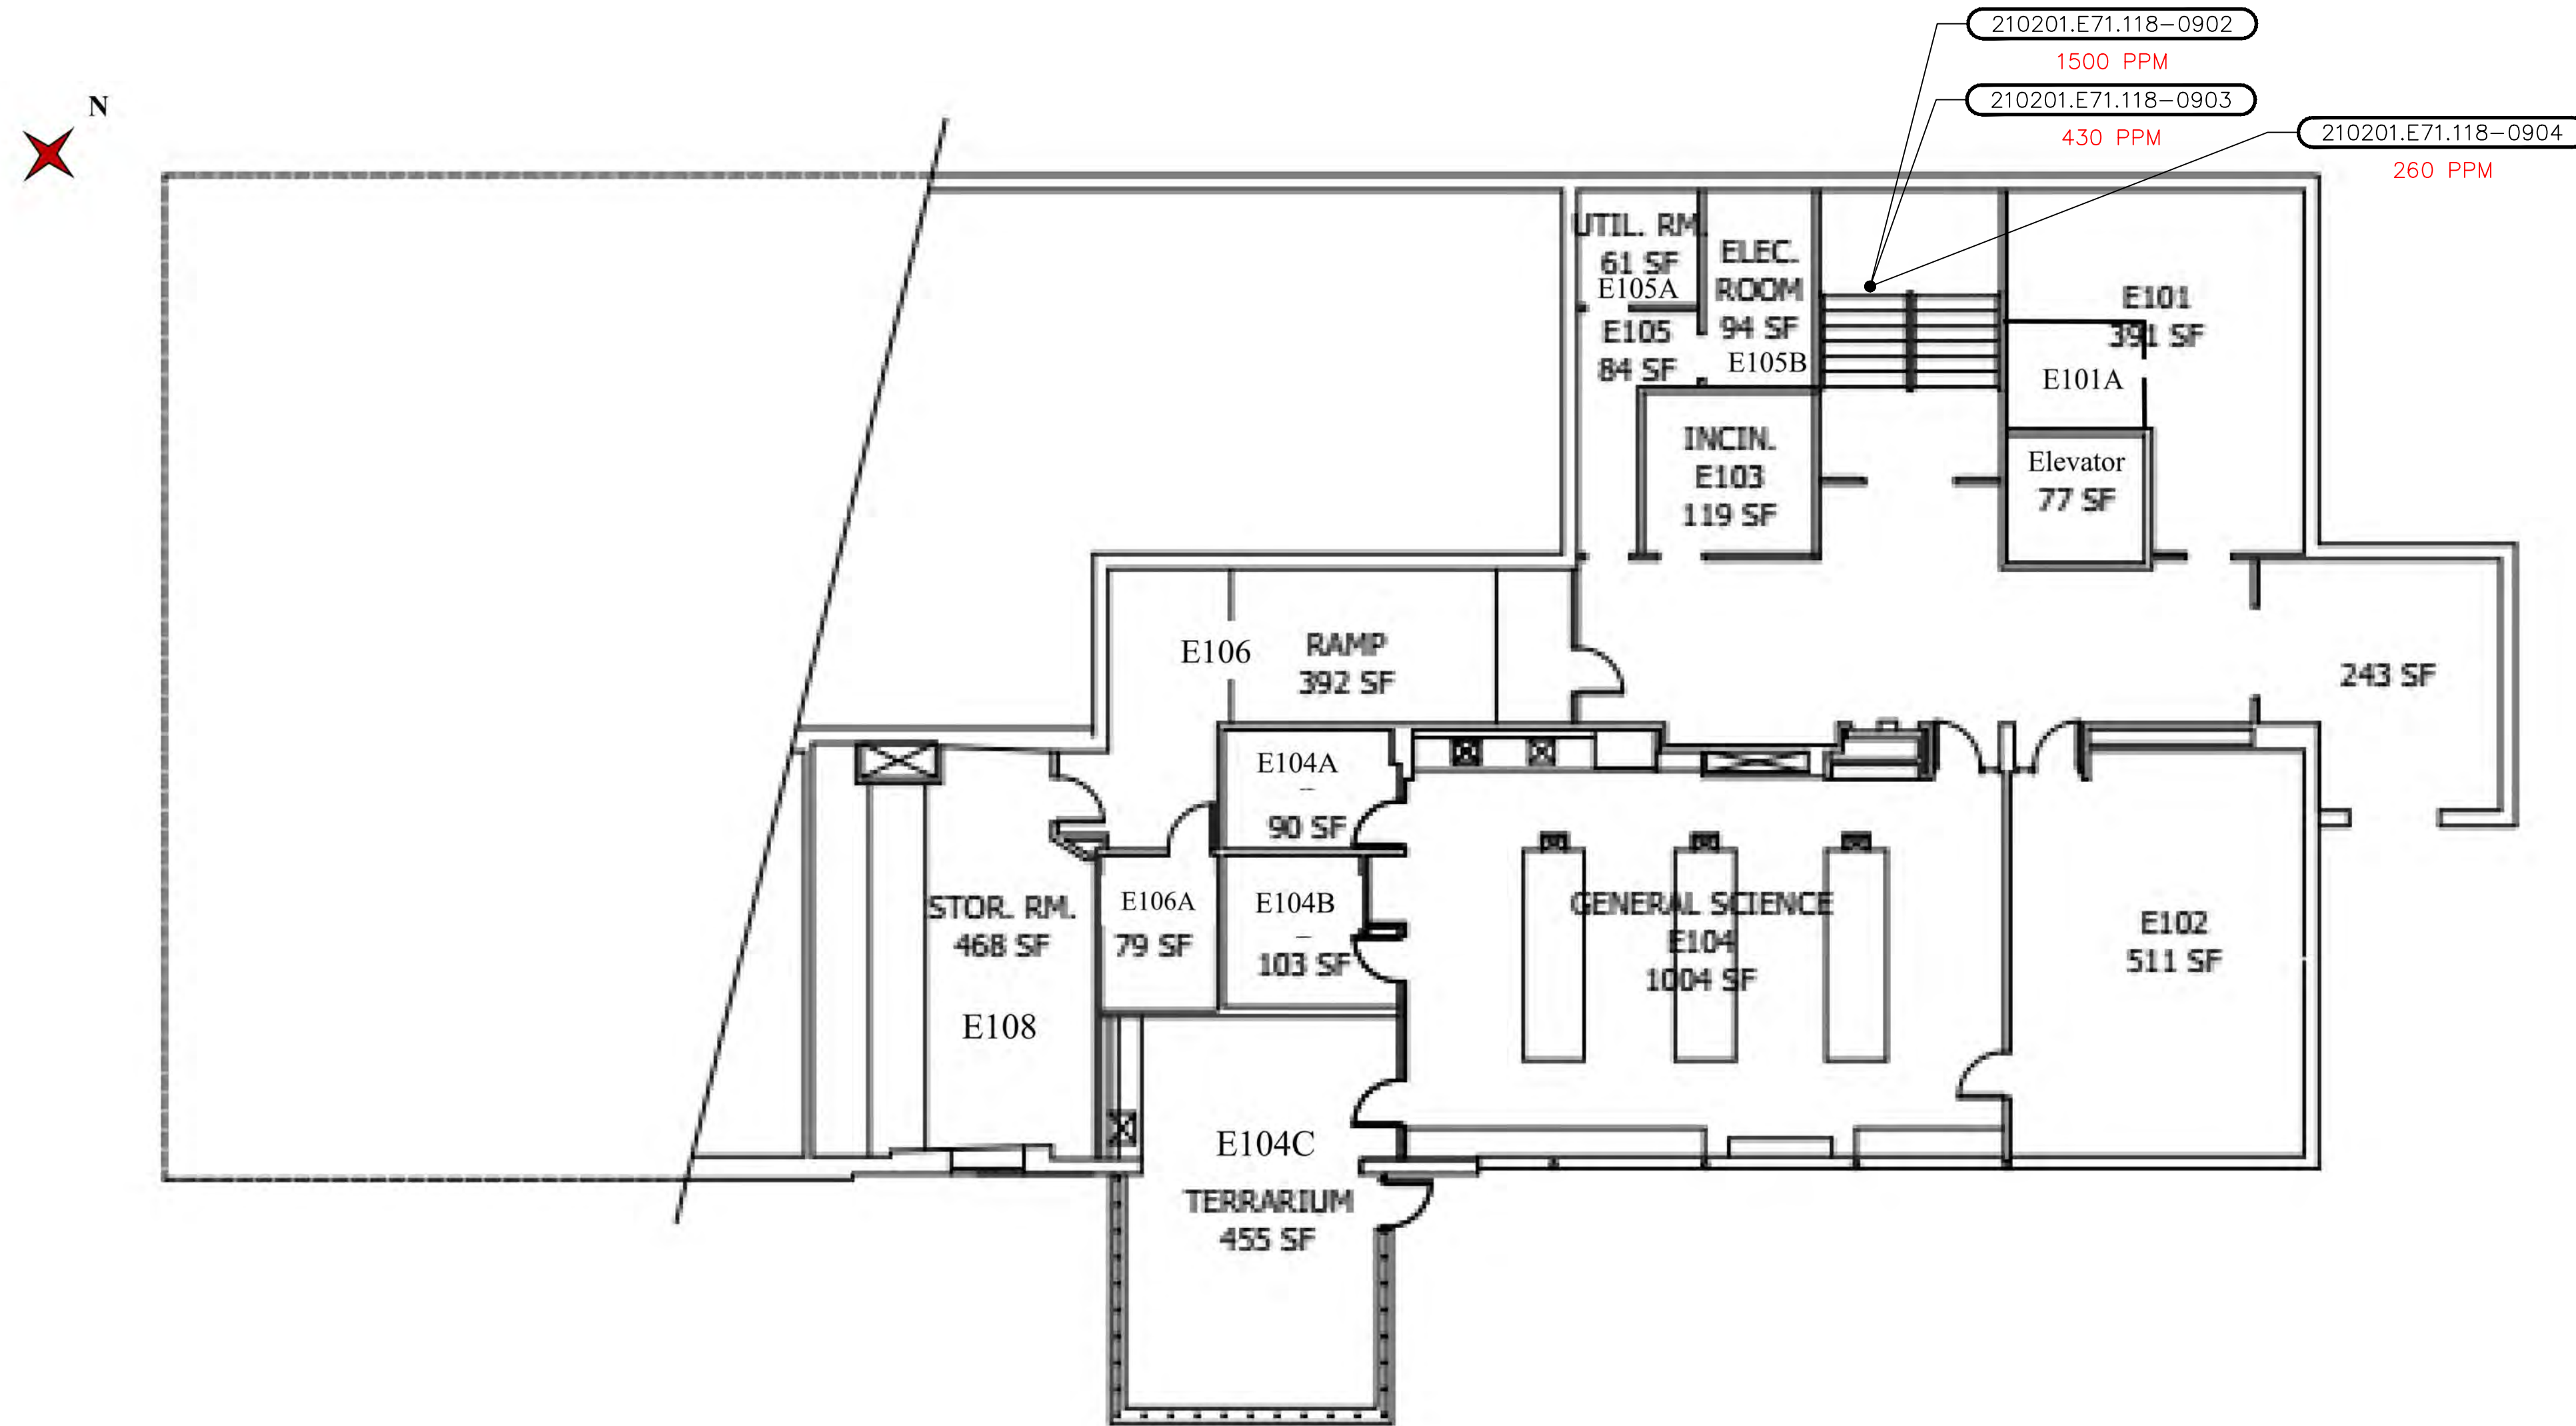 210201.E71.118-0902
1500 PPM
210201.E71.118-0903
430 PPM
210201.E71.118-0904
260 PPM
N
UTIL. RM.
61 SF
E105A
ELEC.
ROOM
94 SF
E105B
E105
84 SF
E101
391 SF
E101A
INCIN.
E103
119 SF
Elevator
77 SF
E106
RAMP
392 SF
243 SF
E104A
90 SF
STOR. RM.
468 SF
E108
E106A
79 SF
E104B
103 SF
GENERAL SCIENCE
E104
1004 SF
E102
511 SF
E104C
TERRARIUM
455 SF